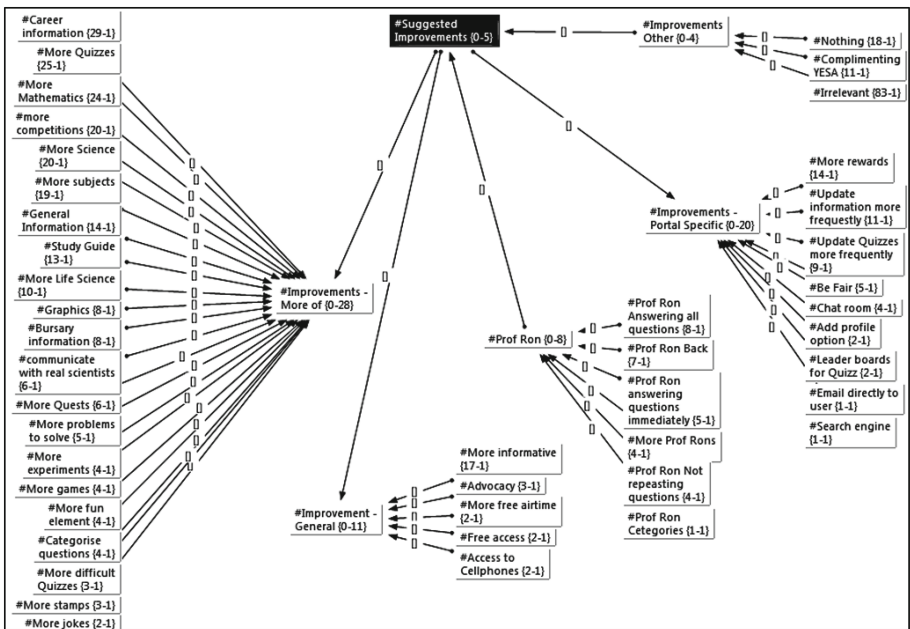 #Career
information {29-1}
#More Quizzes
{25-1}
#More
Mathematics {24-1}
#more
competitions {20-1}
#More Science
{20-1}
#More subjects
{19-1}
#General
Information {14-1}
#Study Guide
{13-1}
#More Life Science
{10-1}
#Graphics {8-1}
#Bursary
information {8-1}
#communicate
with real scientists
{6-1}
#More Quests {6-1}
#More problems
to solve {5-1}
#More
experiments {4-1}
#More games {4-1}
#More fun
element {4-1}
#Categorise
questions {4-1}
#More difficult
Quizzes {3-1}
#More stamps {3-1}
#More jokes {2-1}
#Improvements -
More of {0-28}
#Suggested
Improvements {0-5}
#Improvements
Other {0-4}
#Nothing {18-1}
#Complimenting
YESA {11-1}
#Irrelevant {83-1}
#Improvements -
Portal Specific {0-20}
#More rewards
{14-1}
#Update
information more
frequestly {11-1}
#Update Quizzes
more frequently
{9-1}
#Be Fair {5-1}
#Chat room {4-1}
#Add profile
option {2-1}
#Leader boards
for Quizz {2-1}
#Email directly to
user {1-1}
#Search engine
{1-1}
#Prof Ron {0-8}
#Prof Ron
Answering all
questions {8-1}
#Prof Ron Back
{7-1}
#Prof Ron
answering
questions
immediately {5-1}
#More Prof Rons
{4-1}
#Prof Ron Not
repeasting
questions {4-1}
#Prof Ron
Cetegories {1-1}
#Improvement -
General {0-11}
#More informative
{17-1}
#Advocacy {3-1}
#More free airtime
{2-1}
#Free access {2-1}
#Access to
Cellphones {2-1}